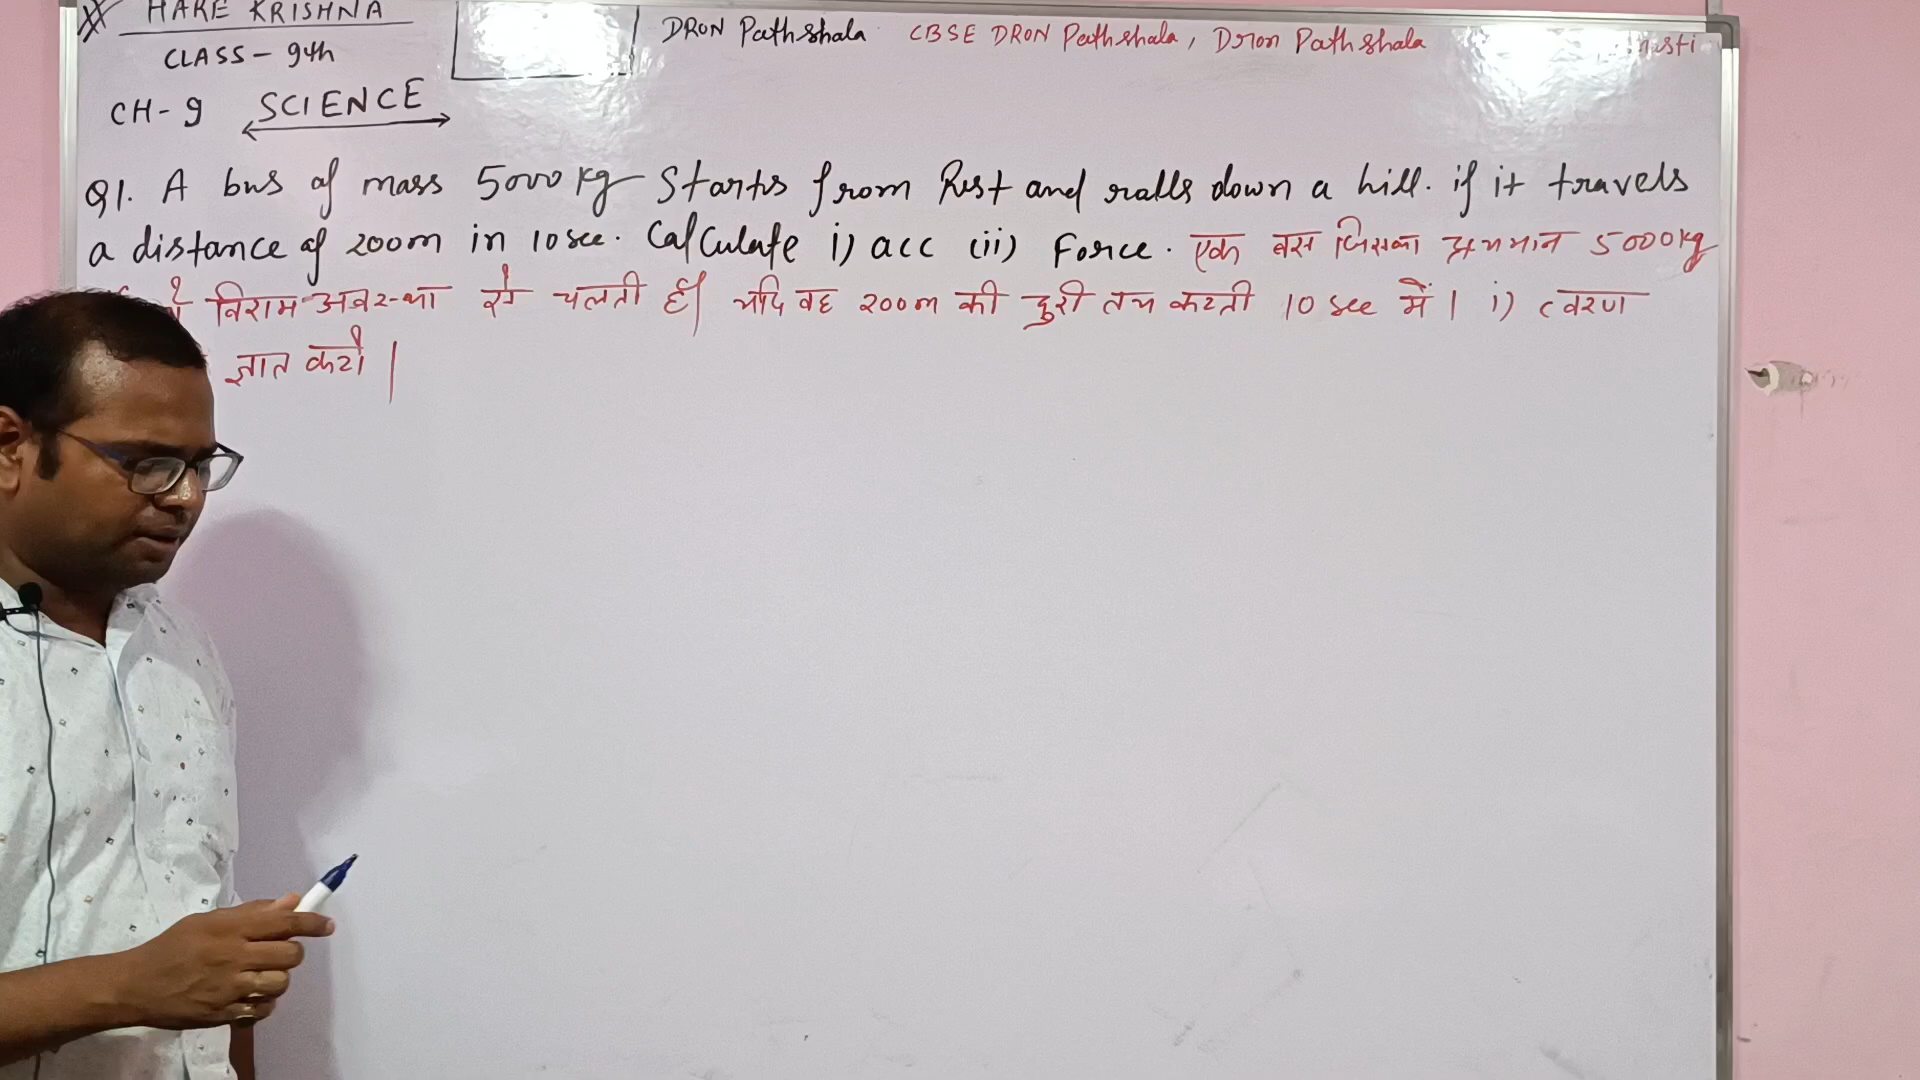 HARE KRISHNA
CLASS - 9th
CH-9 SCIENCE
DRON Pathshala CBSE DRON Pathshala, Dron Pathshala
Q1. A bus of mass 5000 kg Starts from Rest and rolls down a hill. if it travels
a distance of 200m in 10 sec. Calculate i) acc (ii) Force. एक बस जिसका द्रव्यमान 5000kg
विराम अवस्था से चलती है। यदि वह 200m की दुरी तय करती 10 sec में। i) त्वरण
ज्ञात करो।